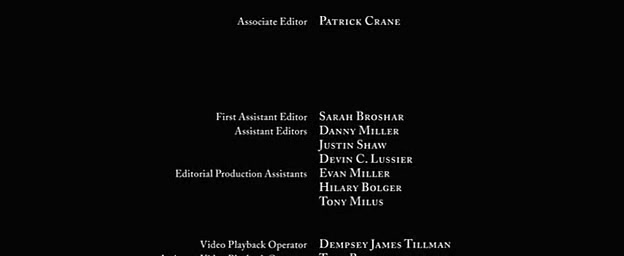 Associate Editor PATRICK CRANE
First Assistant Editor SARAH BROSHAR
Assistant Editors DANNY MILLER
JUSTIN SHAW
DEVIN C. LUSSIER
Editorial Production Assistants EVAN MILLER
HILARY BOLGER
TONY MILUS
Video Playback Operator DEMPSEY JAMES TILLMAN